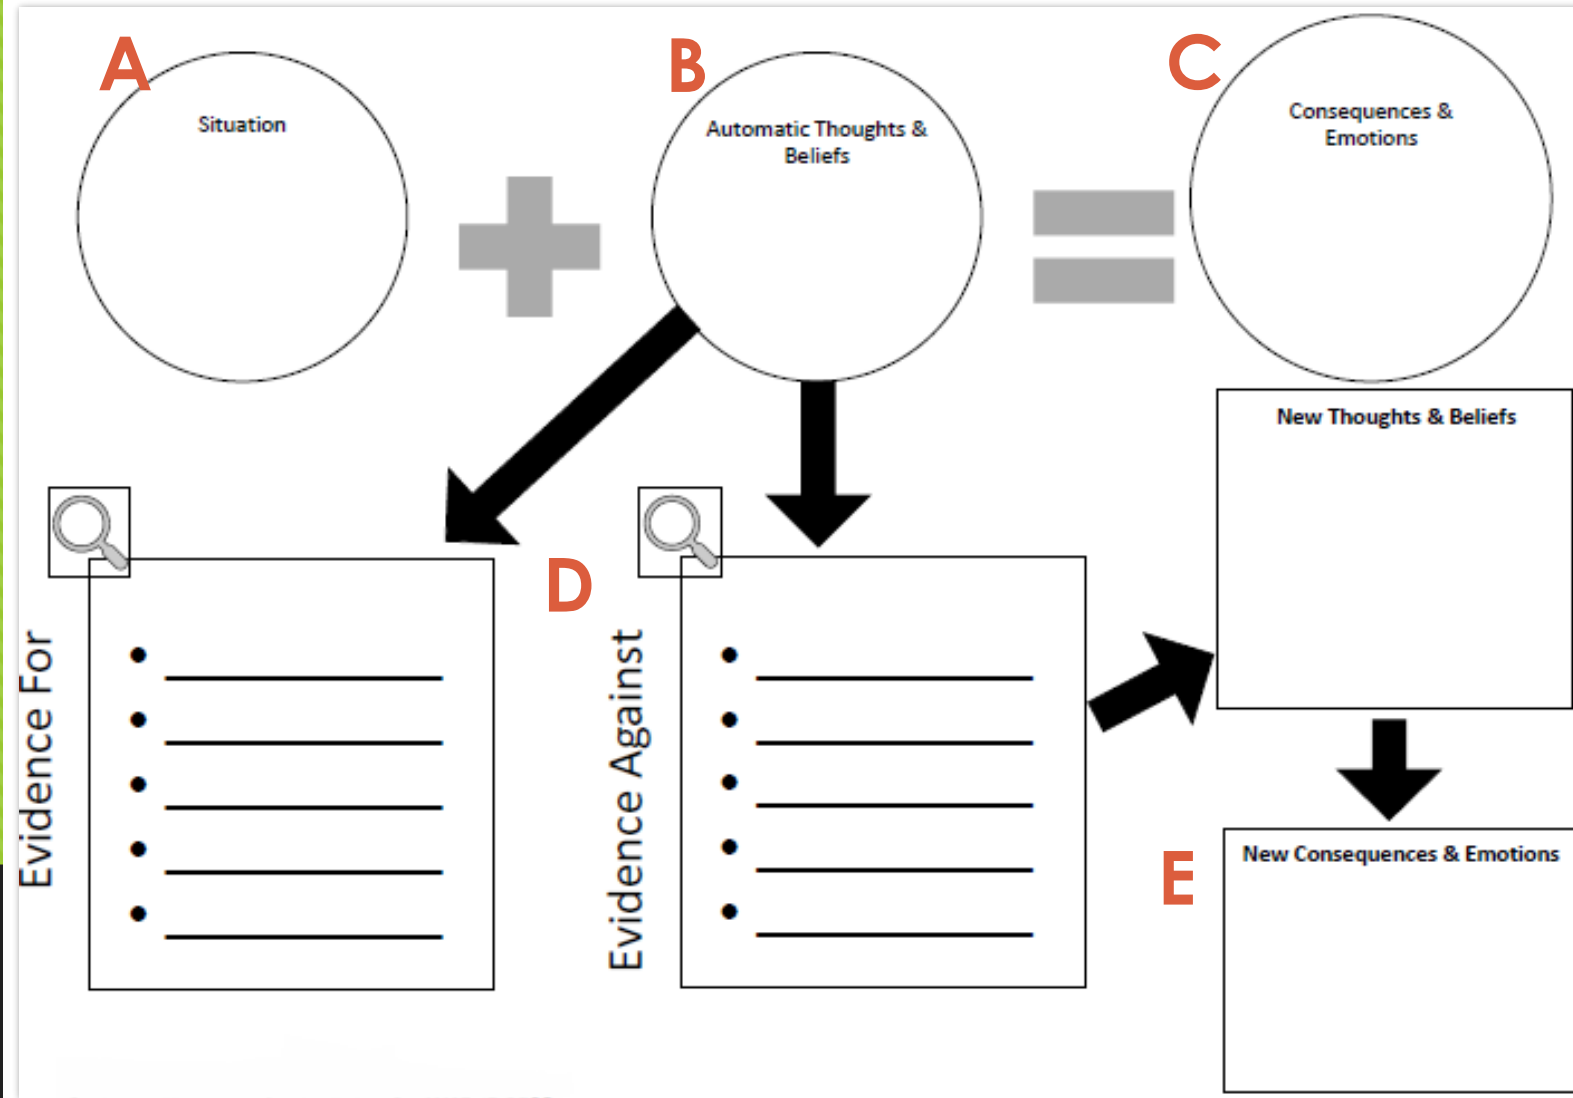 A
Situation
B
Automatic Thoughts &
Beliefs
C
Consequences &
Emotions
New Thoughts & Beliefs
D
Evidence For
Evidence Against
E
New Consequences & Emotions